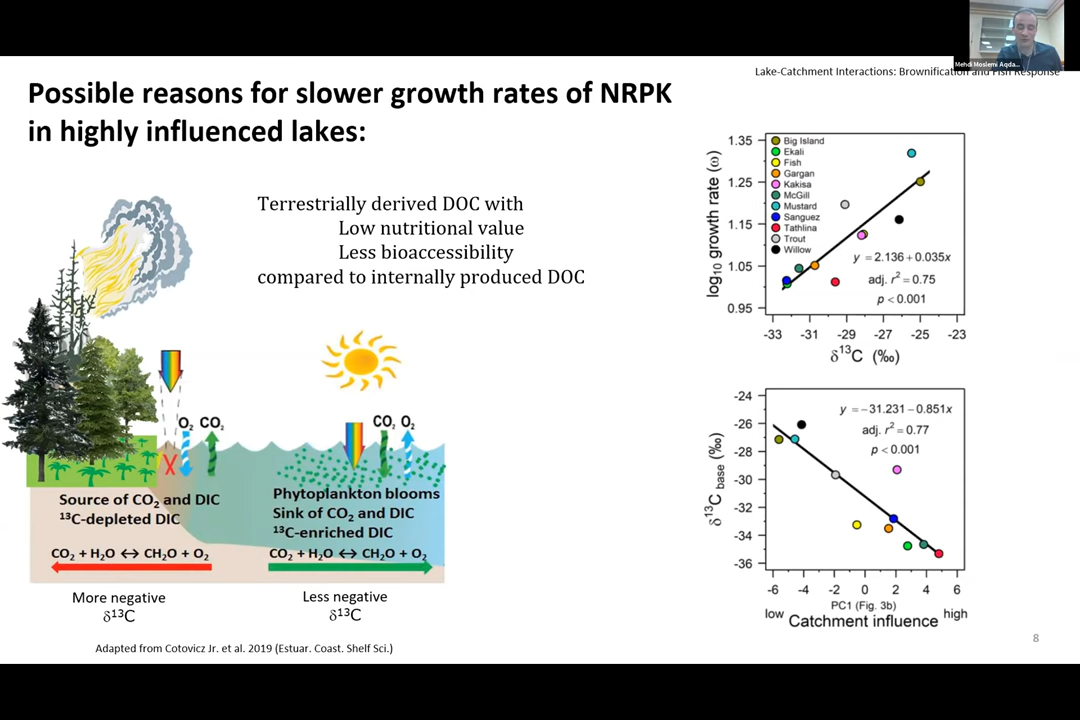 Mehdi Moslemi Aqda...
Lake-Catchment Interactions: Brownification and Fish Response
Possible reasons for slower growth rates of NRPK
in highly influenced lakes:
Terrestrially derived DOC with
Low nutritional value
Less bioaccessibility
compared to internally produced DOC
O₂ CO₂
CO₂ O₂
X
Source of CO₂ and DIC
¹³C-depleted DIC
CO₂ + H₂O ↔ CH₂O + O₂
Phytoplankton blooms
Sink of CO₂ and DIC
¹³C-enriched DIC
CO₂ + H₂O ↔ CH₂O + O₂
More negative
δ¹³C
Less negative
δ¹³C
Adapted from Cotovicz Jr. et al. 2019 (Estuar. Coast. Shelf Sci.)
log₁₀ growth rate (ω)
1.35
1.25
1.15
1.05
0.95
Big Island
Ekali
Fish
Gargan
Kakisa
McGill
Mustard
Sanguez
Tathlina
Trout
Willow
y = 2.136 + 0.035x
adj. r² = 0.75
p < 0.001
-33 -31 -29 -27 -25 -23
δ¹³C (‰)
δ¹³C base (‰)
-24
-26
-28
-30
-32
-34
-36
y = −31.231 − 0.851x
adj. r² = 0.77
p < 0.001
-6 -4 -2 0 2 4 6
PC1 (Fig. 3b)
low Catchment influence high
8